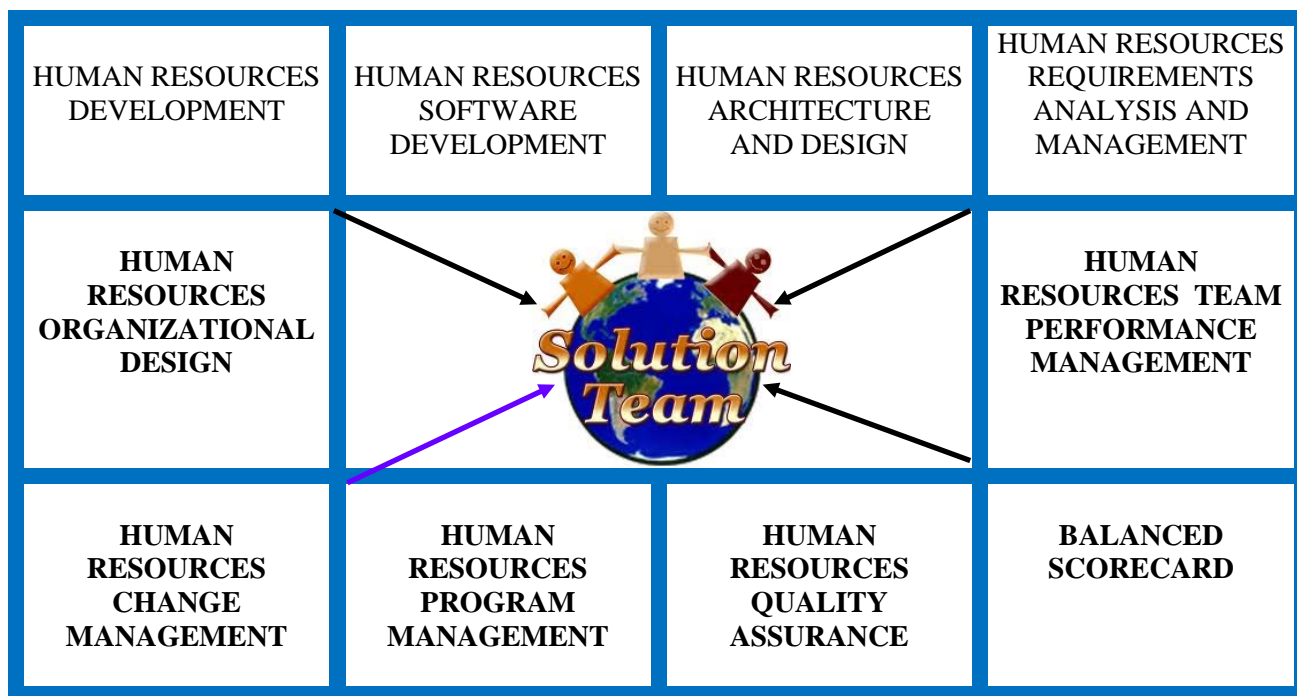 HUMAN RESOURCES
DEVELOPMENT
HUMAN RESOURCES
SOFTWARE
DEVELOPMENT
HUMAN RESOURCES
ARCHITECTURE
AND DESIGN
HUMAN RESOURCES
REQUIREMENTS
ANALYSIS AND
MANAGEMENT
HUMAN
RESOURCES
ORGANIZATIONAL
DESIGN
Solution
Team
HUMAN
RESOURCES TEAM
PERFORMANCE
MANAGEMENT
HUMAN
RESOURCES
CHANGE
MANAGEMENT
HUMAN
RESOURCES
PROGRAM
MANAGEMENT
HUMAN
RESOURCES
QUALITY
ASSURANCE
BALANCED
SCORECARD